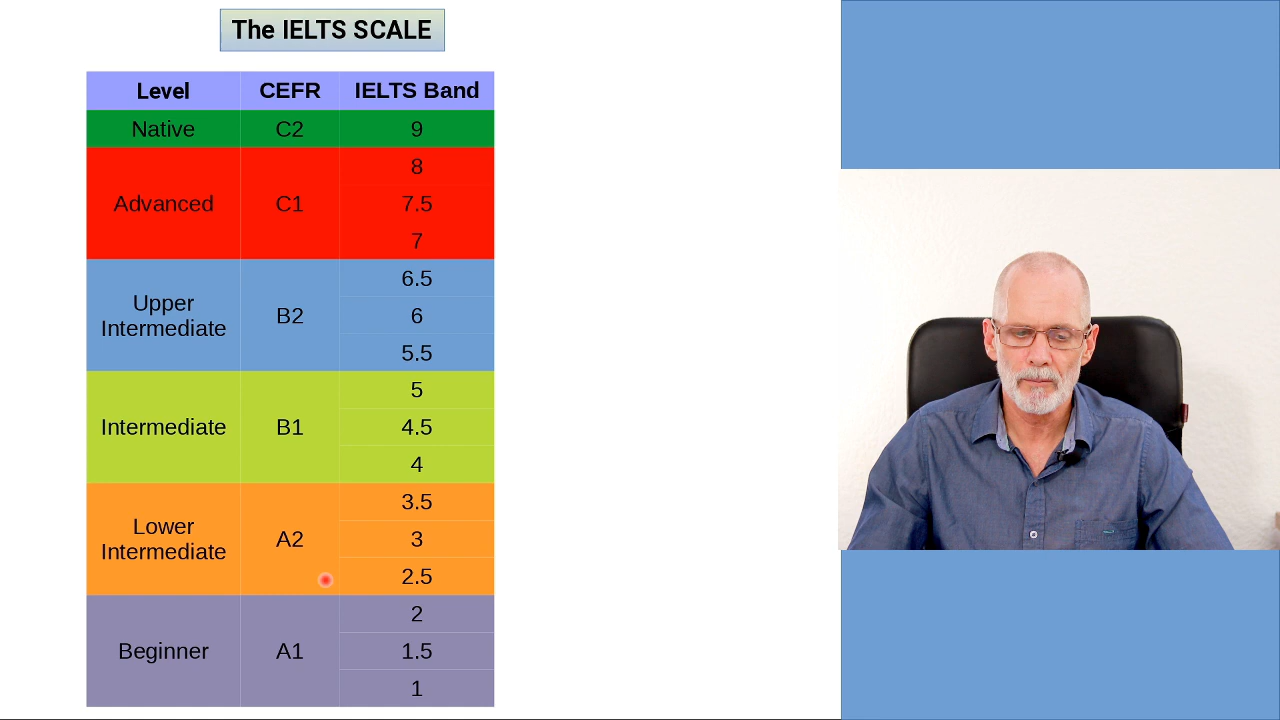 The IELTS SCALE
Level CEFR IELTS Band
Native C2 9
Advanced C1 8
7.5
7
Upper Intermediate B2 6.5
6
5.5
Intermediate B1 5
4.5
4
Lower Intermediate A2 3.5
3
2.5
Beginner A1 2
1.5
1